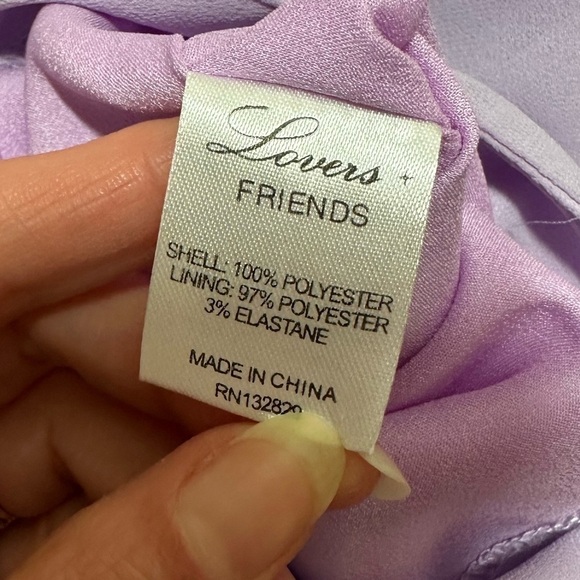 Lovers +
FRIENDS
SHELL: 100% POLYESTER
LINING: 97% POLYESTER
3% ELASTANE
MADE IN CHINA